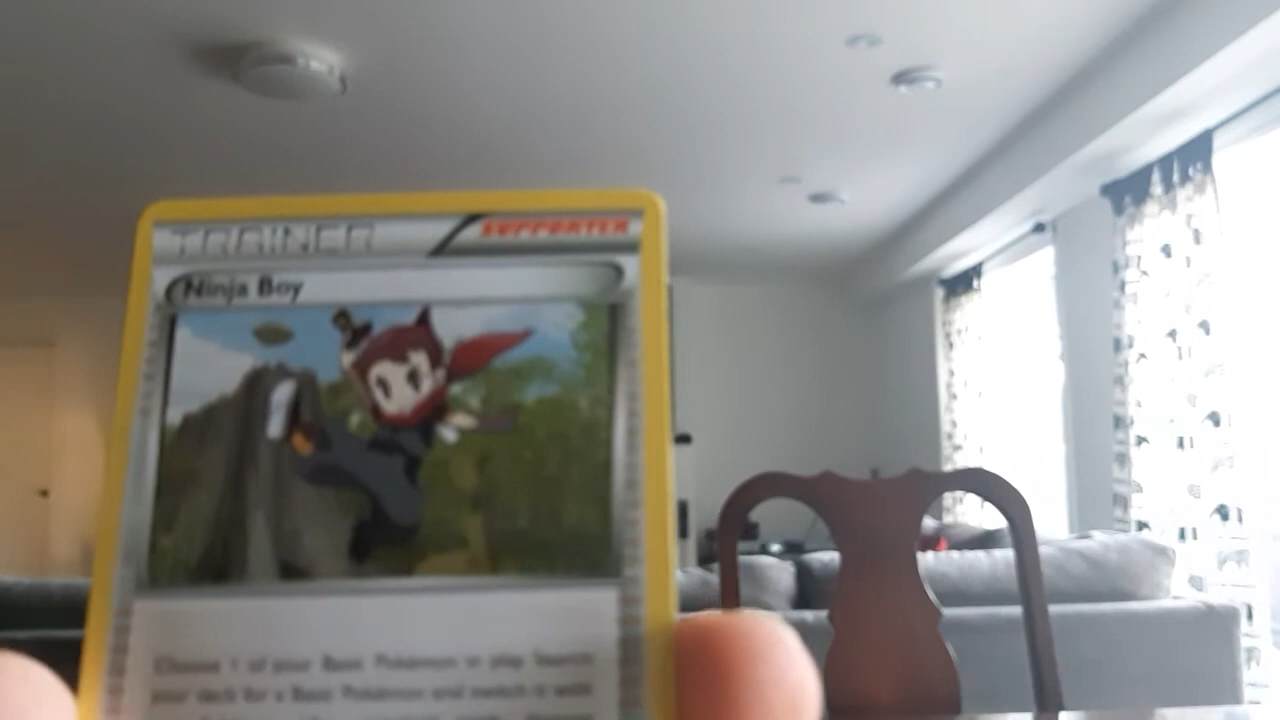 TRAINER
SUPPORTER
Ninja Boy
Choose 1 of your Basic Pokémon in play. Search
your deck for a Basic Pokémon and switch it with